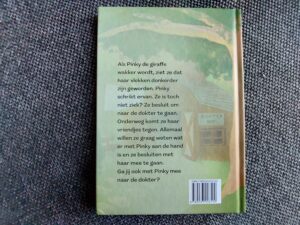 Als Pinky de giraffe
wakker wordt, ziet ze dat
haar vlekken donkerder
zijn geworden. Pinky
schrikt ervan. Ze is toch
niet ziek? Ze besluit om
naar de dokter te gaan.
Onderweg komt ze haar
vriendjes tegen. Allemaal
willen ze graag weten wat
er met Pinky aan de hand
is en ze besluiten met
haar mee te gaan.
Ga jij ook met Pinky mee
naar de dokter?
DOKTER